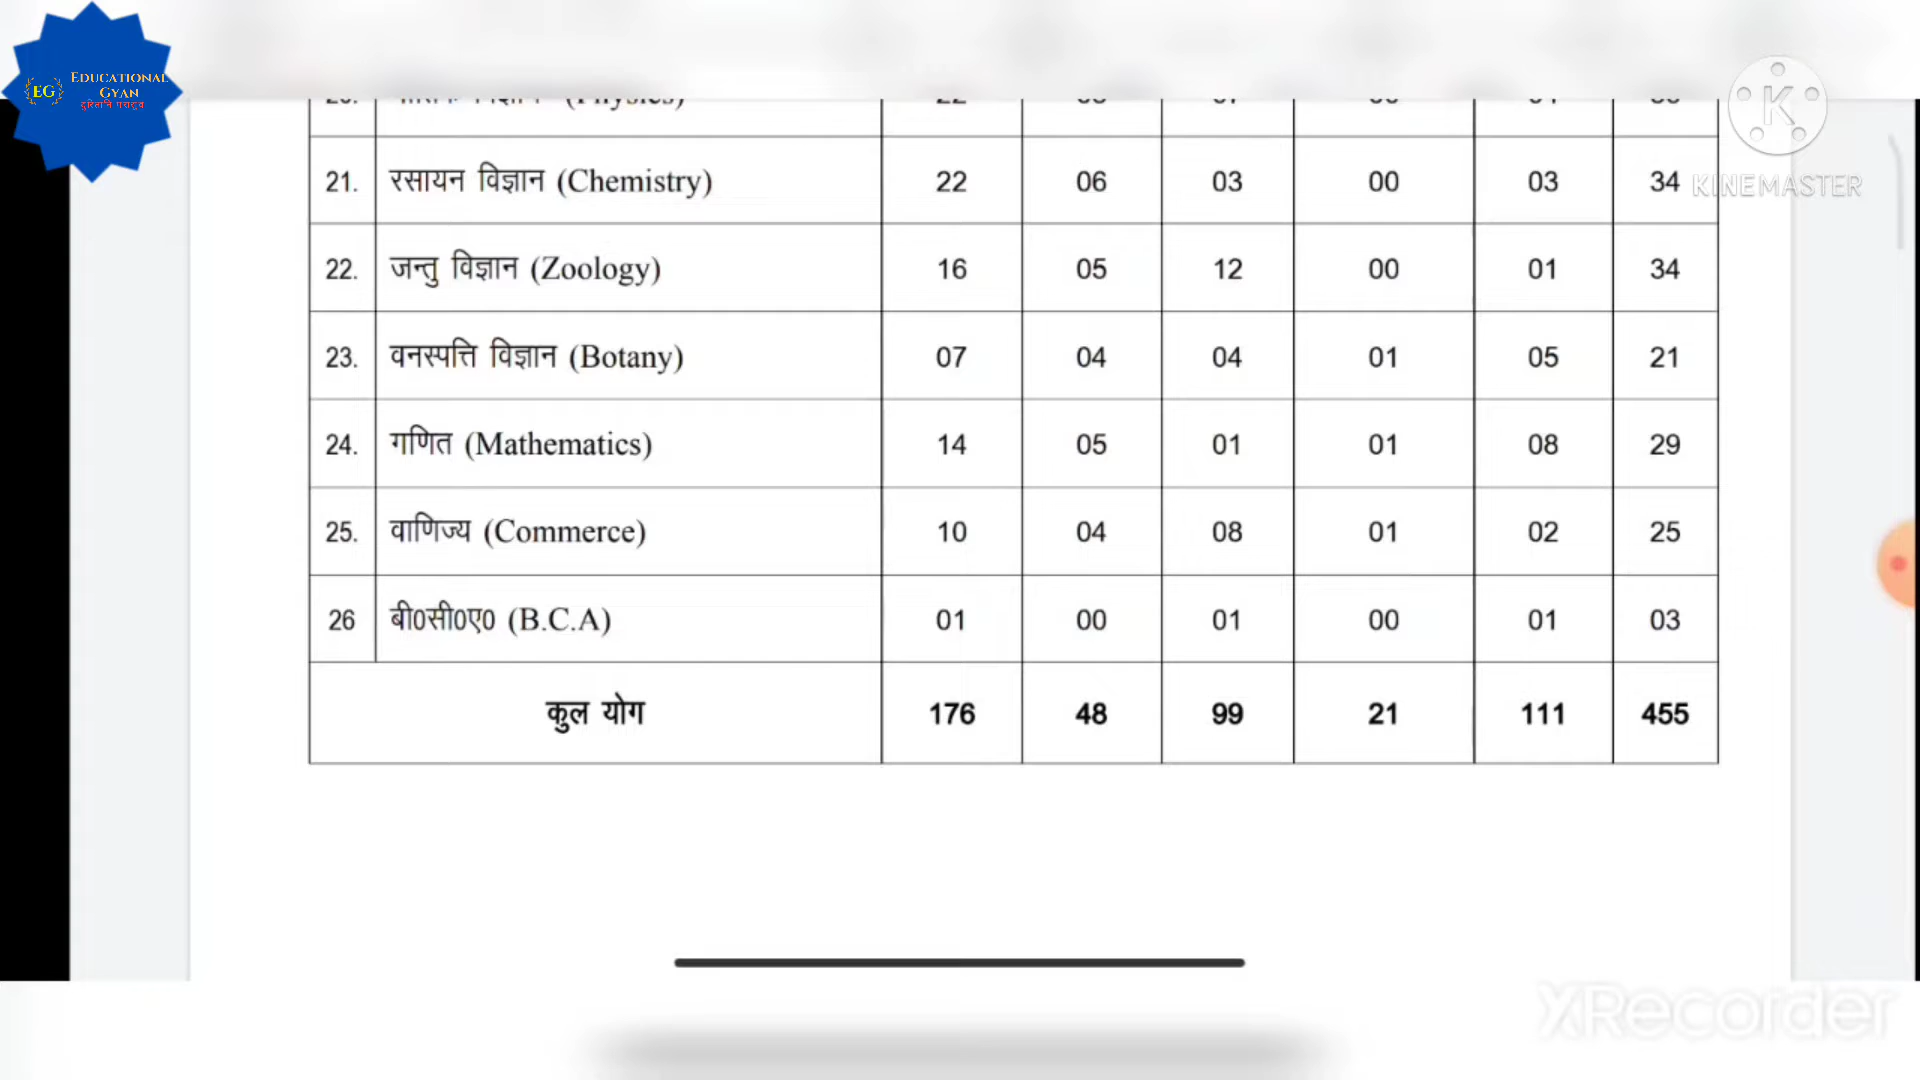 EDUCATIONAL
EG GYAN
(Physics)
21. रसायन विज्ञान (Chemistry) 22 06 03 00 03 34
KINEMASTER
22. जन्तु विज्ञान (Zoology) 16 05 12 00 01 34
23. वनस्पत्ति विज्ञान (Botany) 07 04 04 01 05 21
24. गणित (Mathematics) 14 05 01 01 08 29
25. वाणिज्य (Commerce) 10 04 08 01 02 25
26 बी0सी0ए0 (B.C.A) 01 00 01 00 01 03
कुल योग 176 48 99 21 111 455
XRecorder